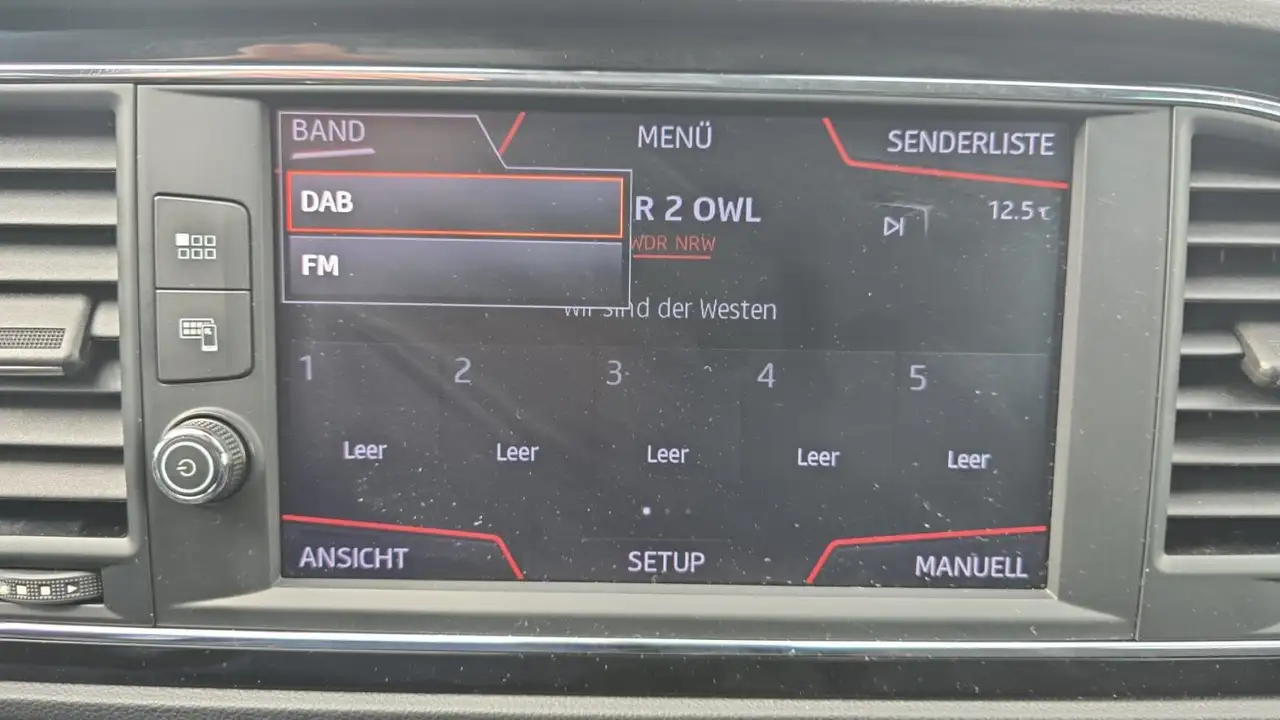 BAND
MENÜ
SENDERLISTE
DAB
R 2 OWL
12.5
WDR NRW
FM
Wir sind der Westen
1
2
3
4
5
Leer
Leer
Leer
Leer
Leer
ANSICHT
SETUP
MANUELL